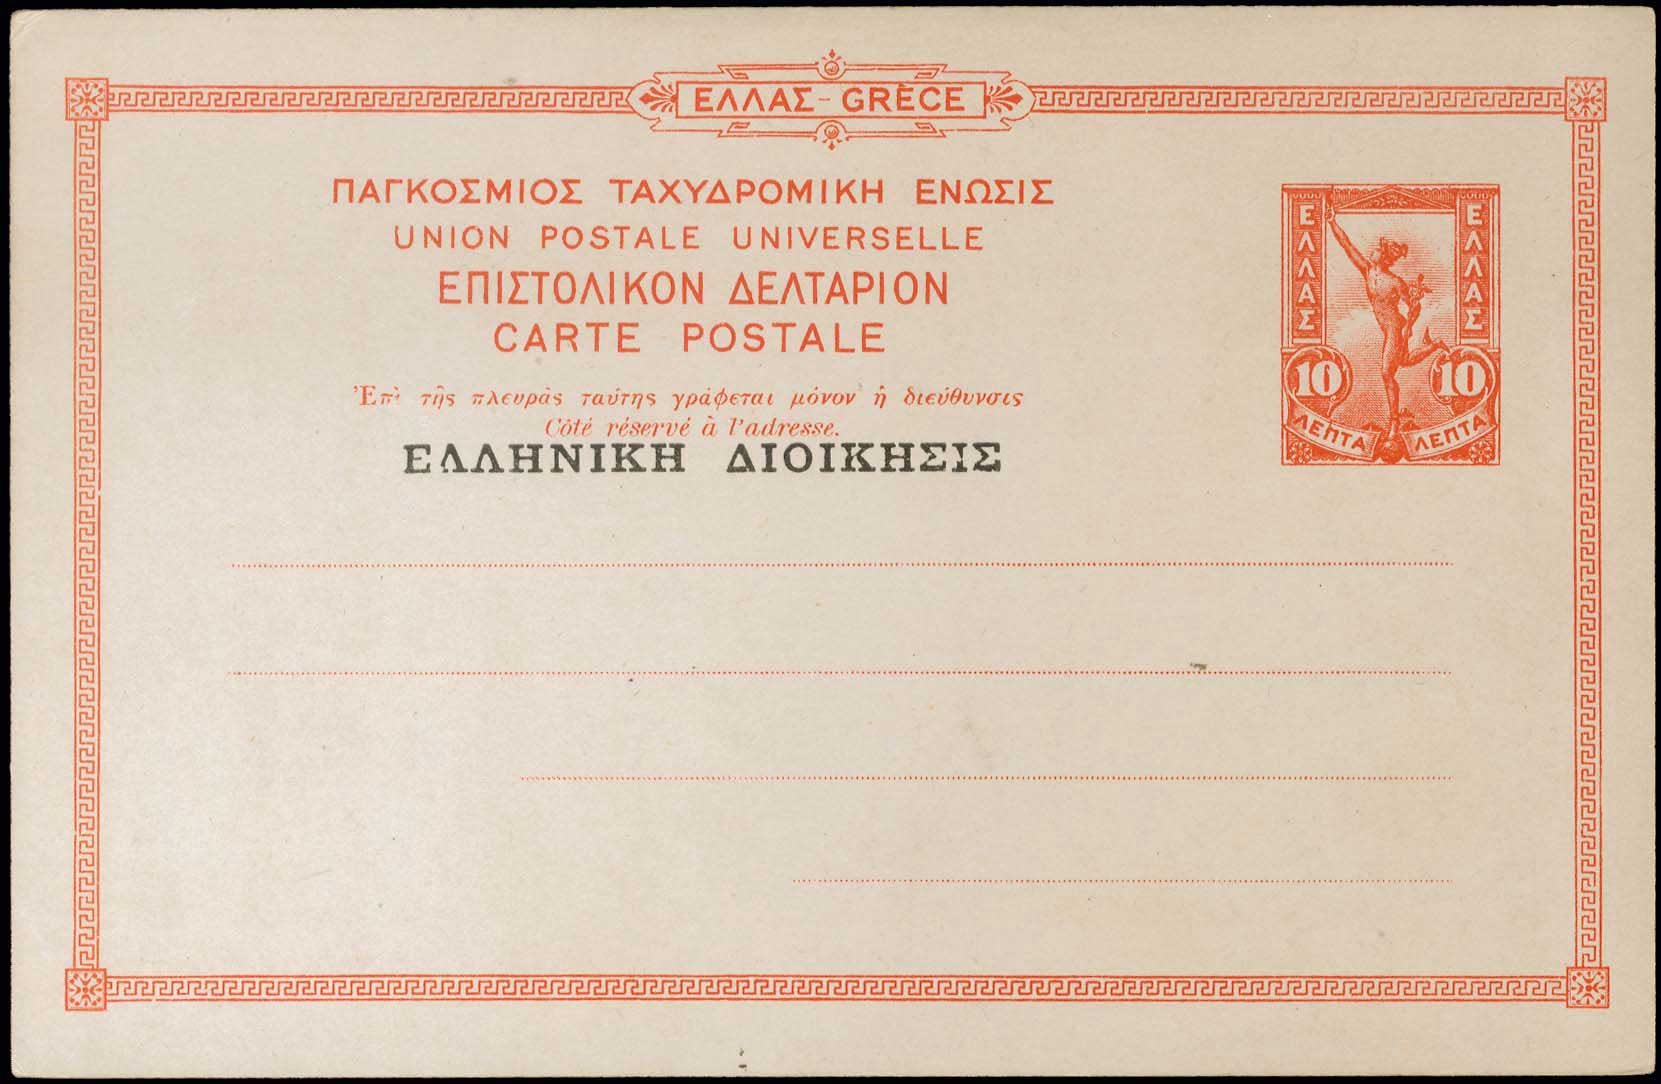 ΕΛΛΑΣ - GRÈCE
ΠΑΓΚΟΣΜΙΟΣ ΤΑΧΥΔΡΟΜΙΚΗ ΕΝΩΣΙΣ
UNION POSTALE UNIVERSELLE
ΕΠΙΣΤΟΛΙΚΟΝ ΔΕΛΤΑΡΙΟΝ
CARTE POSTALE
Ἐπὶ τῆς πλευρᾶς ταύτης γράφεται μόνον ἡ διεύθυνσις
Côté réservé à l'adresse.
ΕΛΛΗΝΙΚΗ ΔΙΟΙΚΗΣΙΣ
ΕΛΛΑΣ ΕΛΛΑΣ
10 10
ΛΕΠΤΑ ΛΕΠΤΑ